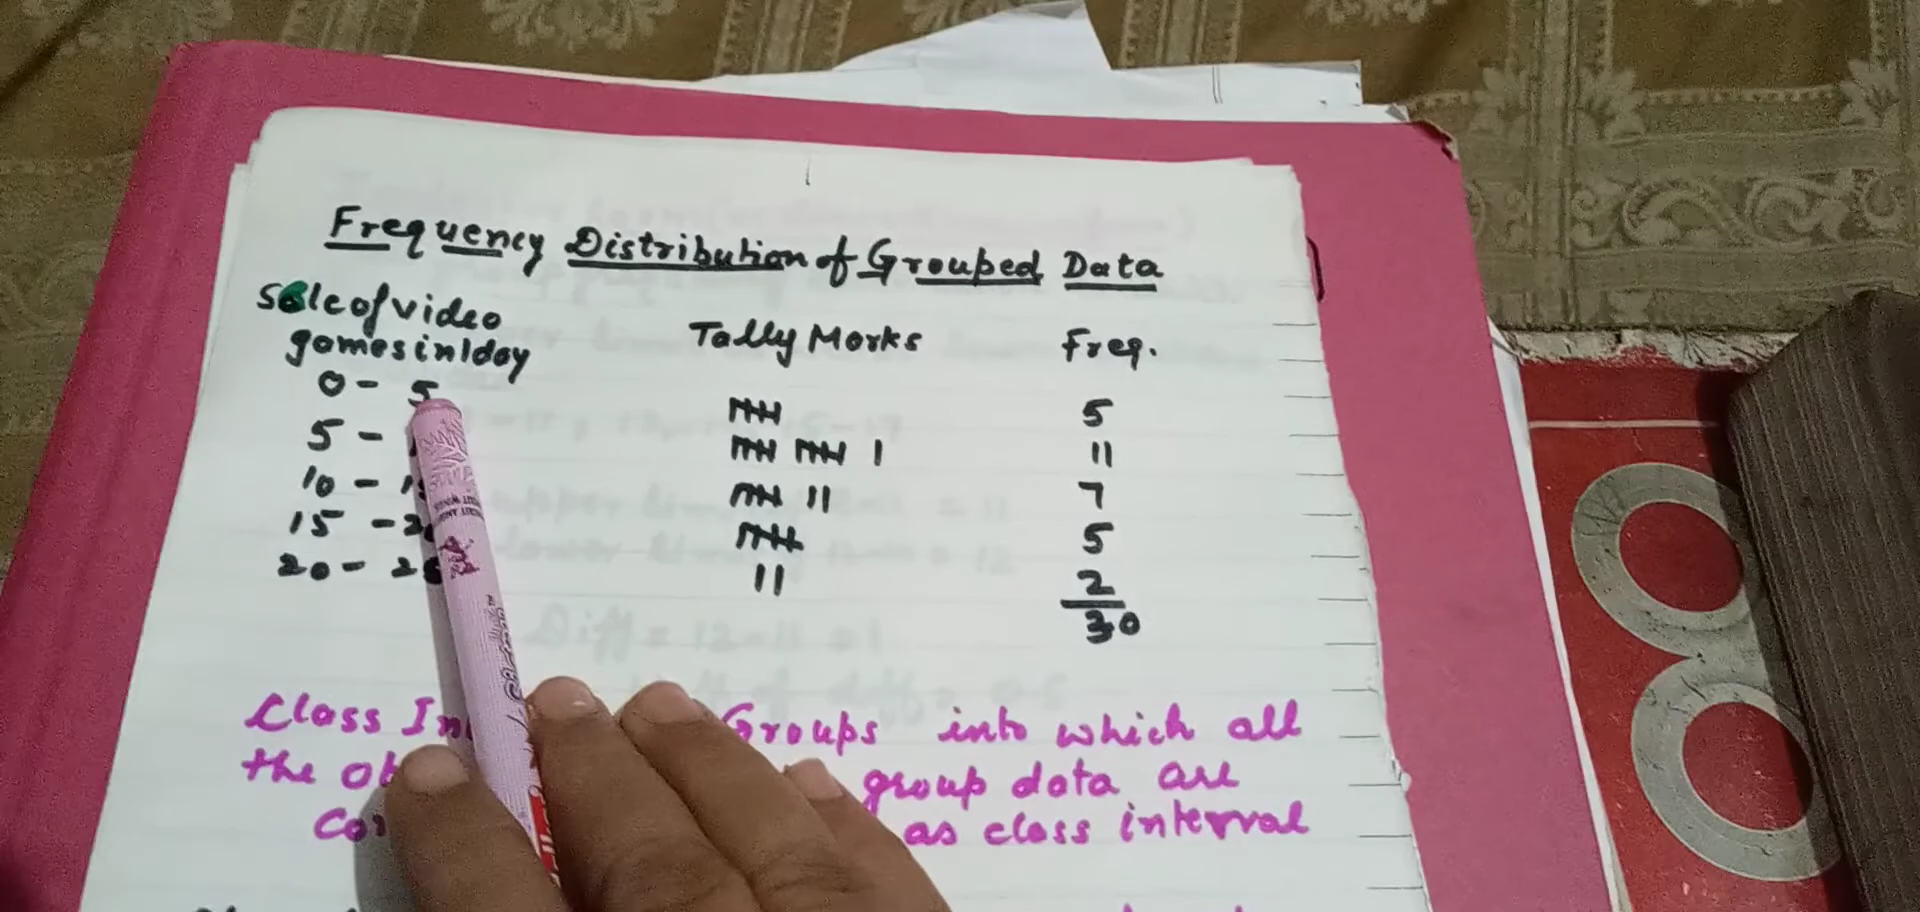 Frequency Distribution of Grouped Data
Sale of video Tally Marks Freq.
games in 1 day
0 - 5 5
5 - 11
10 - 7
15 - 5
20 - 2
30
Class Groups into which all
the group data are
as class interval